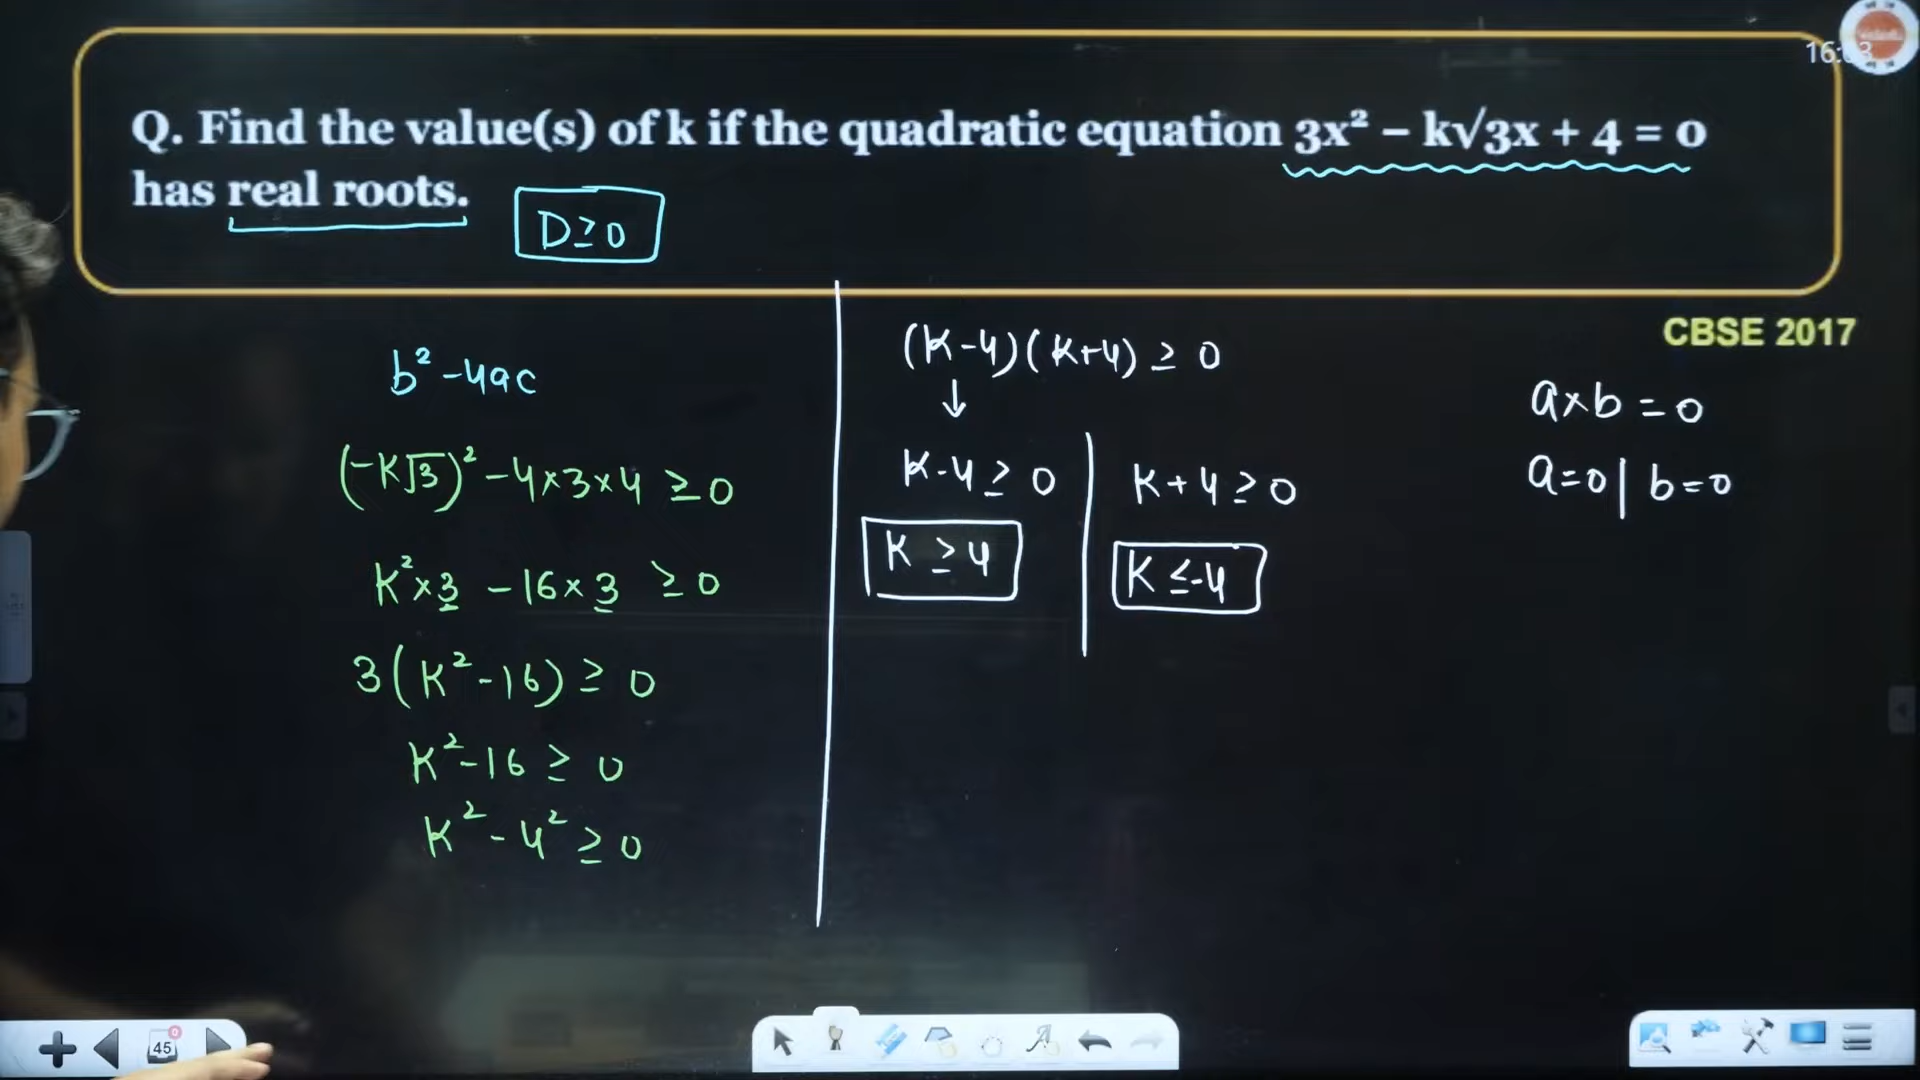 Q. Find the value(s) of k if the quadratic equation 3x² – k√3x + 4 = 0
has real roots.
D≥0
CBSE 2017
b²-4ac
(-K√3)²-4×3×4 ≥0
K²×3 - 16×3 ≥0
3(K²-16) ≥ 0
K²-16 ≥ 0
K²-4² ≥0
(K-4)(K+4) ≥ 0
↓
K-4≥0 | K+4≥0
K ≥4 | K ≤-4
a×b = 0
a=0 | b=0
45